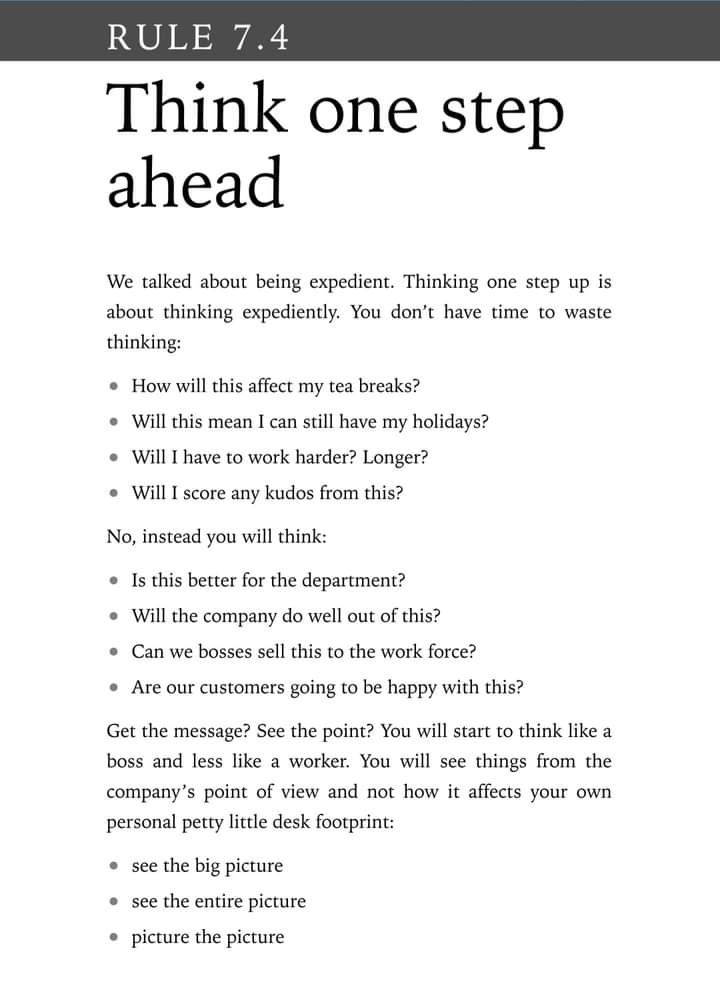 RULE 7.4
Think one step
ahead
We talked about being expedient. Thinking one step up is
about thinking expediently. You don’t have time to waste
thinking:
● How will this affect my tea breaks?
● Will this mean I can still have my holidays?
● Will I have to work harder? Longer?
● Will I score any kudos from this?
No, instead you will think:
● Is this better for the department?
● Will the company do well out of this?
● Can we bosses sell this to the work force?
● Are our customers going to be happy with this?
Get the message? See the point? You will start to think like a
boss and less like a worker. You will see things from the
company’s point of view and not how it affects your own
personal petty little desk footprint:
● see the big picture
● see the entire picture
● picture the picture